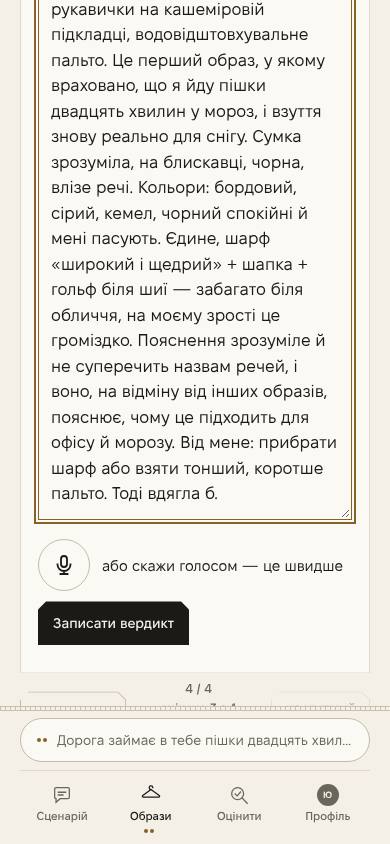 рукавички на кашеміровій
підкладці, водовідштовхувальне
пальто. Це перший образ, у якому
враховано, що я йду пішки
двадцять хвилин у мороз, і взуття
знову реально для снігу. Сумка
зрозуміла, на блискавці, чорна,
влізе речі. Кольори: бордовий,
сірий, кемел, чорний спокійні й
мені пасують. Єдине, шарф
«широкий і щедрий» + шапка +
гольф біля шиї — забагато біля
обличчя, на моєму зрості це
громіздко. Пояснення зрозуміле й
не суперечить назвам речей, і
воно, на відміну від інших образів,
пояснює, чому це підходить для
офісу й морозу. Від мене: прибрати
шарф або взяти тонший, коротше
пальто. Тоді вдягла б.
або скажи голосом — це швидше
Записати вердикт
4 / 4
Дорога займає в тебе пішки двадцять хвил...
Сценарій
Образи
Оцінити
Ю
Профіль